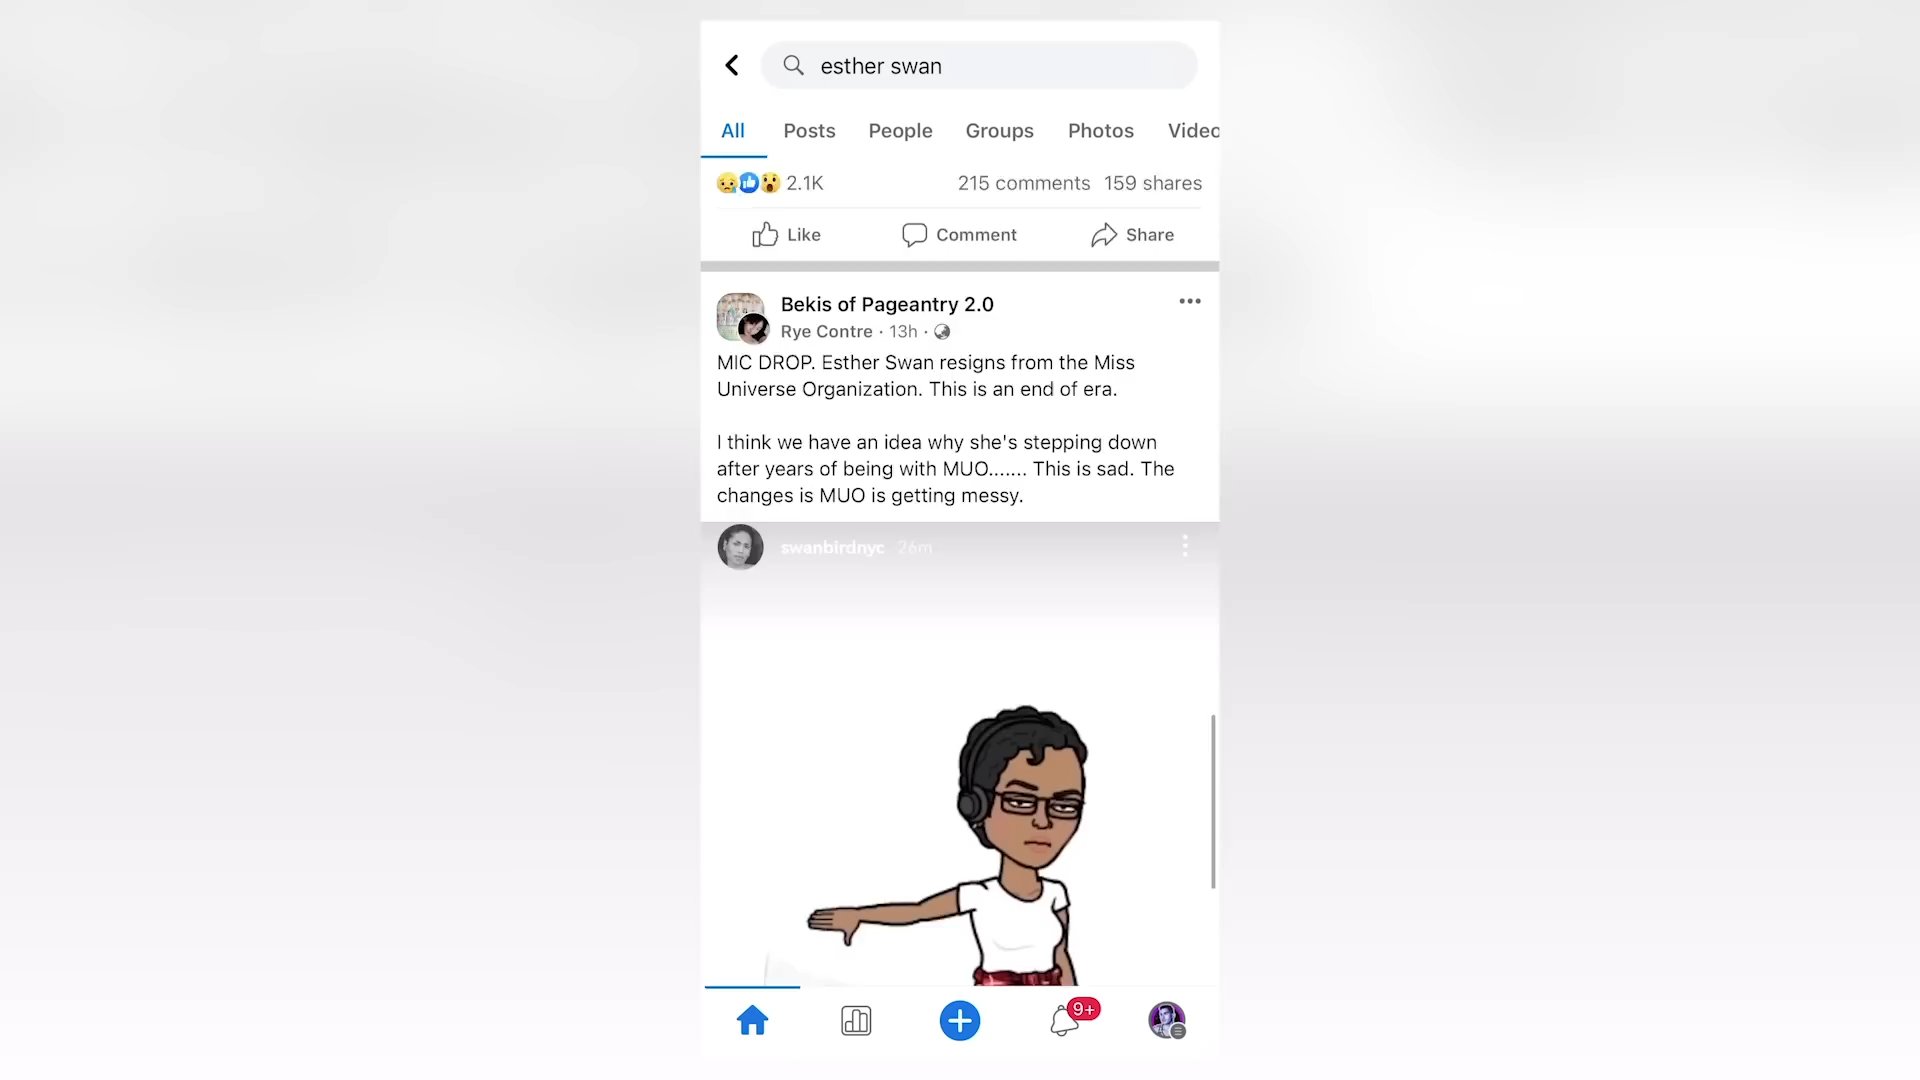 esther swan
All Posts People Groups Photos Video
2.1K 215 comments 159 shares
Like Comment Share
Bekis of Pageantry 2.0
Rye Contre · 13h ·
MIC DROP. Esther Swan resigns from the Miss
Universe Organization. This is an end of era.
I think we have an idea why she's stepping down
after years of being with MUO....... This is sad. The
changes is MUO is getting messy.
swanbirdnyc 26m
9+